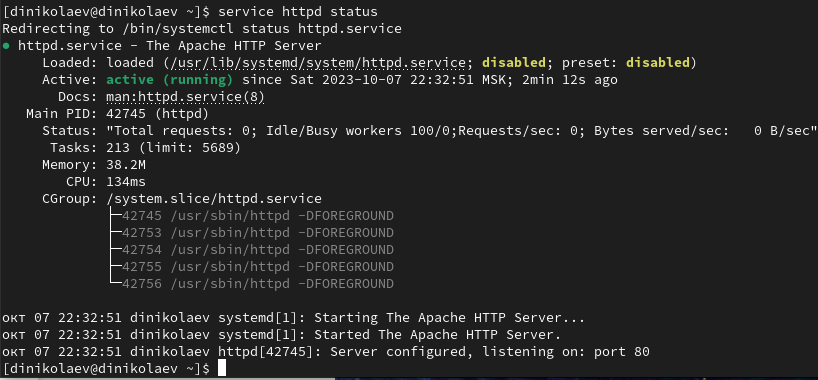 [dinikolaev@dinikolaev ~]$ service httpd status
Redirecting to /bin/systemctl status httpd.service
● httpd.service – The Apache HTTP Server
     Loaded: loaded (/usr/lib/systemd/system/httpd.service; disabled; preset: disabled)
     Active: active (running) since Sat 2023-10-07 22:32:51 MSK; 2min 12s ago
       Docs: man:httpd.service(8)
   Main PID: 42745 (httpd)
     Status: "Total requests: 0; Idle/Busy workers 100/0;Requests/sec: 0; Bytes served/sec:   0 B/sec"
      Tasks: 213 (limit: 5689)
     Memory: 38.2M
        CPU: 134ms
     CGroup: /system.slice/httpd.service
             ├─42745 /usr/sbin/httpd -DFOREGROUND
             ├─42753 /usr/sbin/httpd -DFOREGROUND
             ├─42754 /usr/sbin/httpd -DFOREGROUND
             ├─42755 /usr/sbin/httpd -DFOREGROUND
             └─42756 /usr/sbin/httpd -DFOREGROUND
окт 07 22:32:51 dinikolaev systemd[1]: Starting The Apache HTTP Server...
окт 07 22:32:51 dinikolaev systemd[1]: Started The Apache HTTP Server.
окт 07 22:32:51 dinikolaev httpd[42745]: Server configured, listening on: port 80
[dinikolaev@dinikolaev ~]$